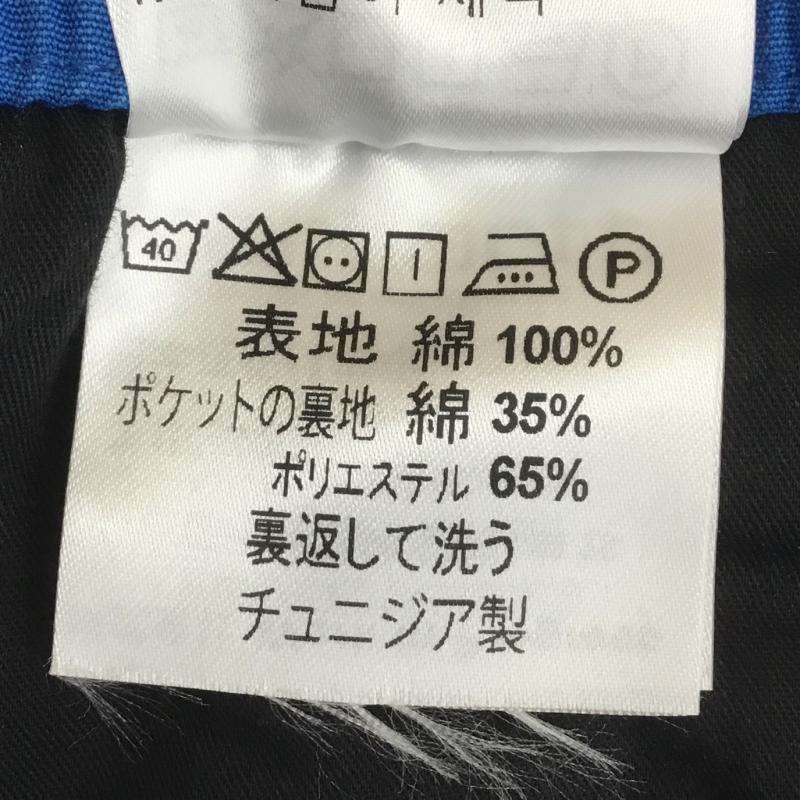 40
P
表地 綿 100%
ポケットの裏地 綿 35%
ポリエステル 65%
裏返して洗う
チュニジア製